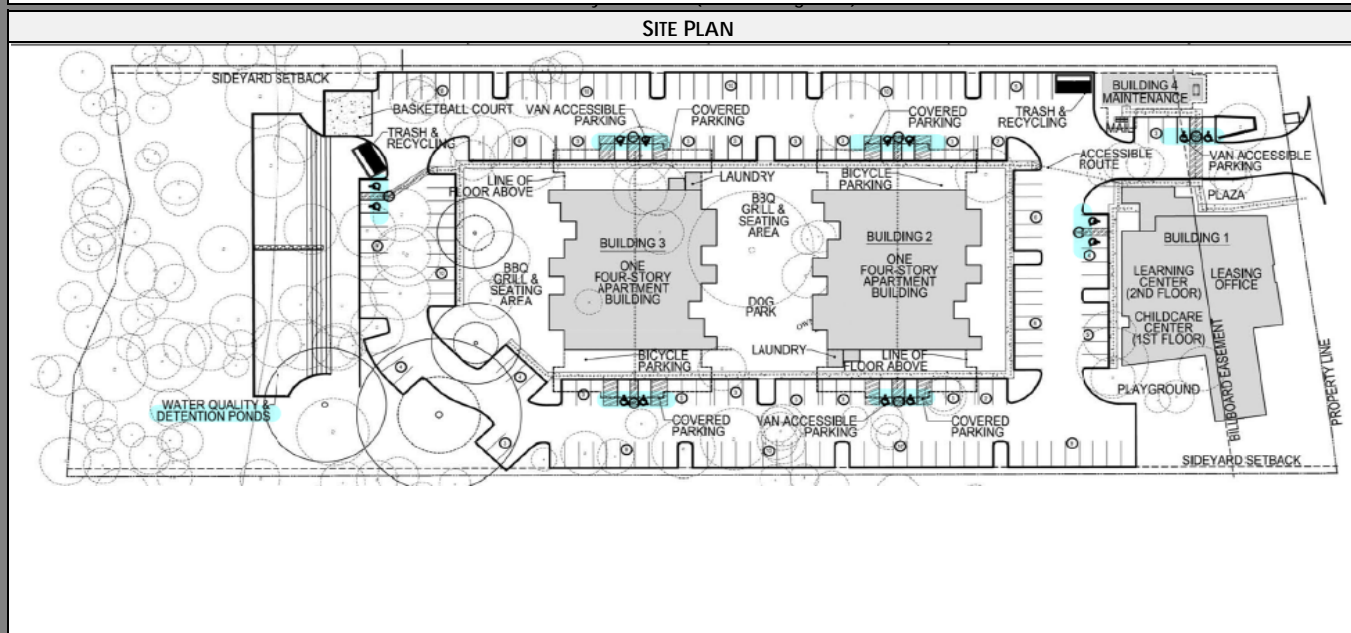 SITE PLAN
SIDEYARD SETBACK
BASKETBALL COURT
TRASH &
RECYCLING
VAN ACCESSIBLE
PARKING
COVERED
PARKING
COVERED
PARKING
TRASH &
RECYCLING
BUILDING 4
MAINTENANCE
MAIL
ACCESSIBLE
ROUTE
VAN ACCESSIBLE
PARKING
PLAZA
LINE OF
FLOOR ABOVE
LAUNDRY
BICYCLE
PARKING
BBQ
GRILL &
SEATING
AREA
BUILDING 3
ONE
FOUR-STORY
APARTMENT
BUILDING
BBQ
GRILL &
SEATING
AREA
DOG
PARK
BUILDING 2
ONE
FOUR-STORY
APARTMENT
BUILDING
BUILDING 1
LEARNING
CENTER
(2ND FLOOR)
LEASING
OFFICE
CHILDCARE
CENTER
(1ST FLOOR)
BICYCLE
PARKING
LAUNDRY
LINE OF
FLOOR ABOVE
PLAYGROUND
BILLBOARD EASEMENT
PROPERTY LINE
WATER QUALITY &
DETENTION PONDS
COVERED
PARKING
VAN ACCESSIBLE
PARKING
COVERED
PARKING
SIDEYARD SETBACK